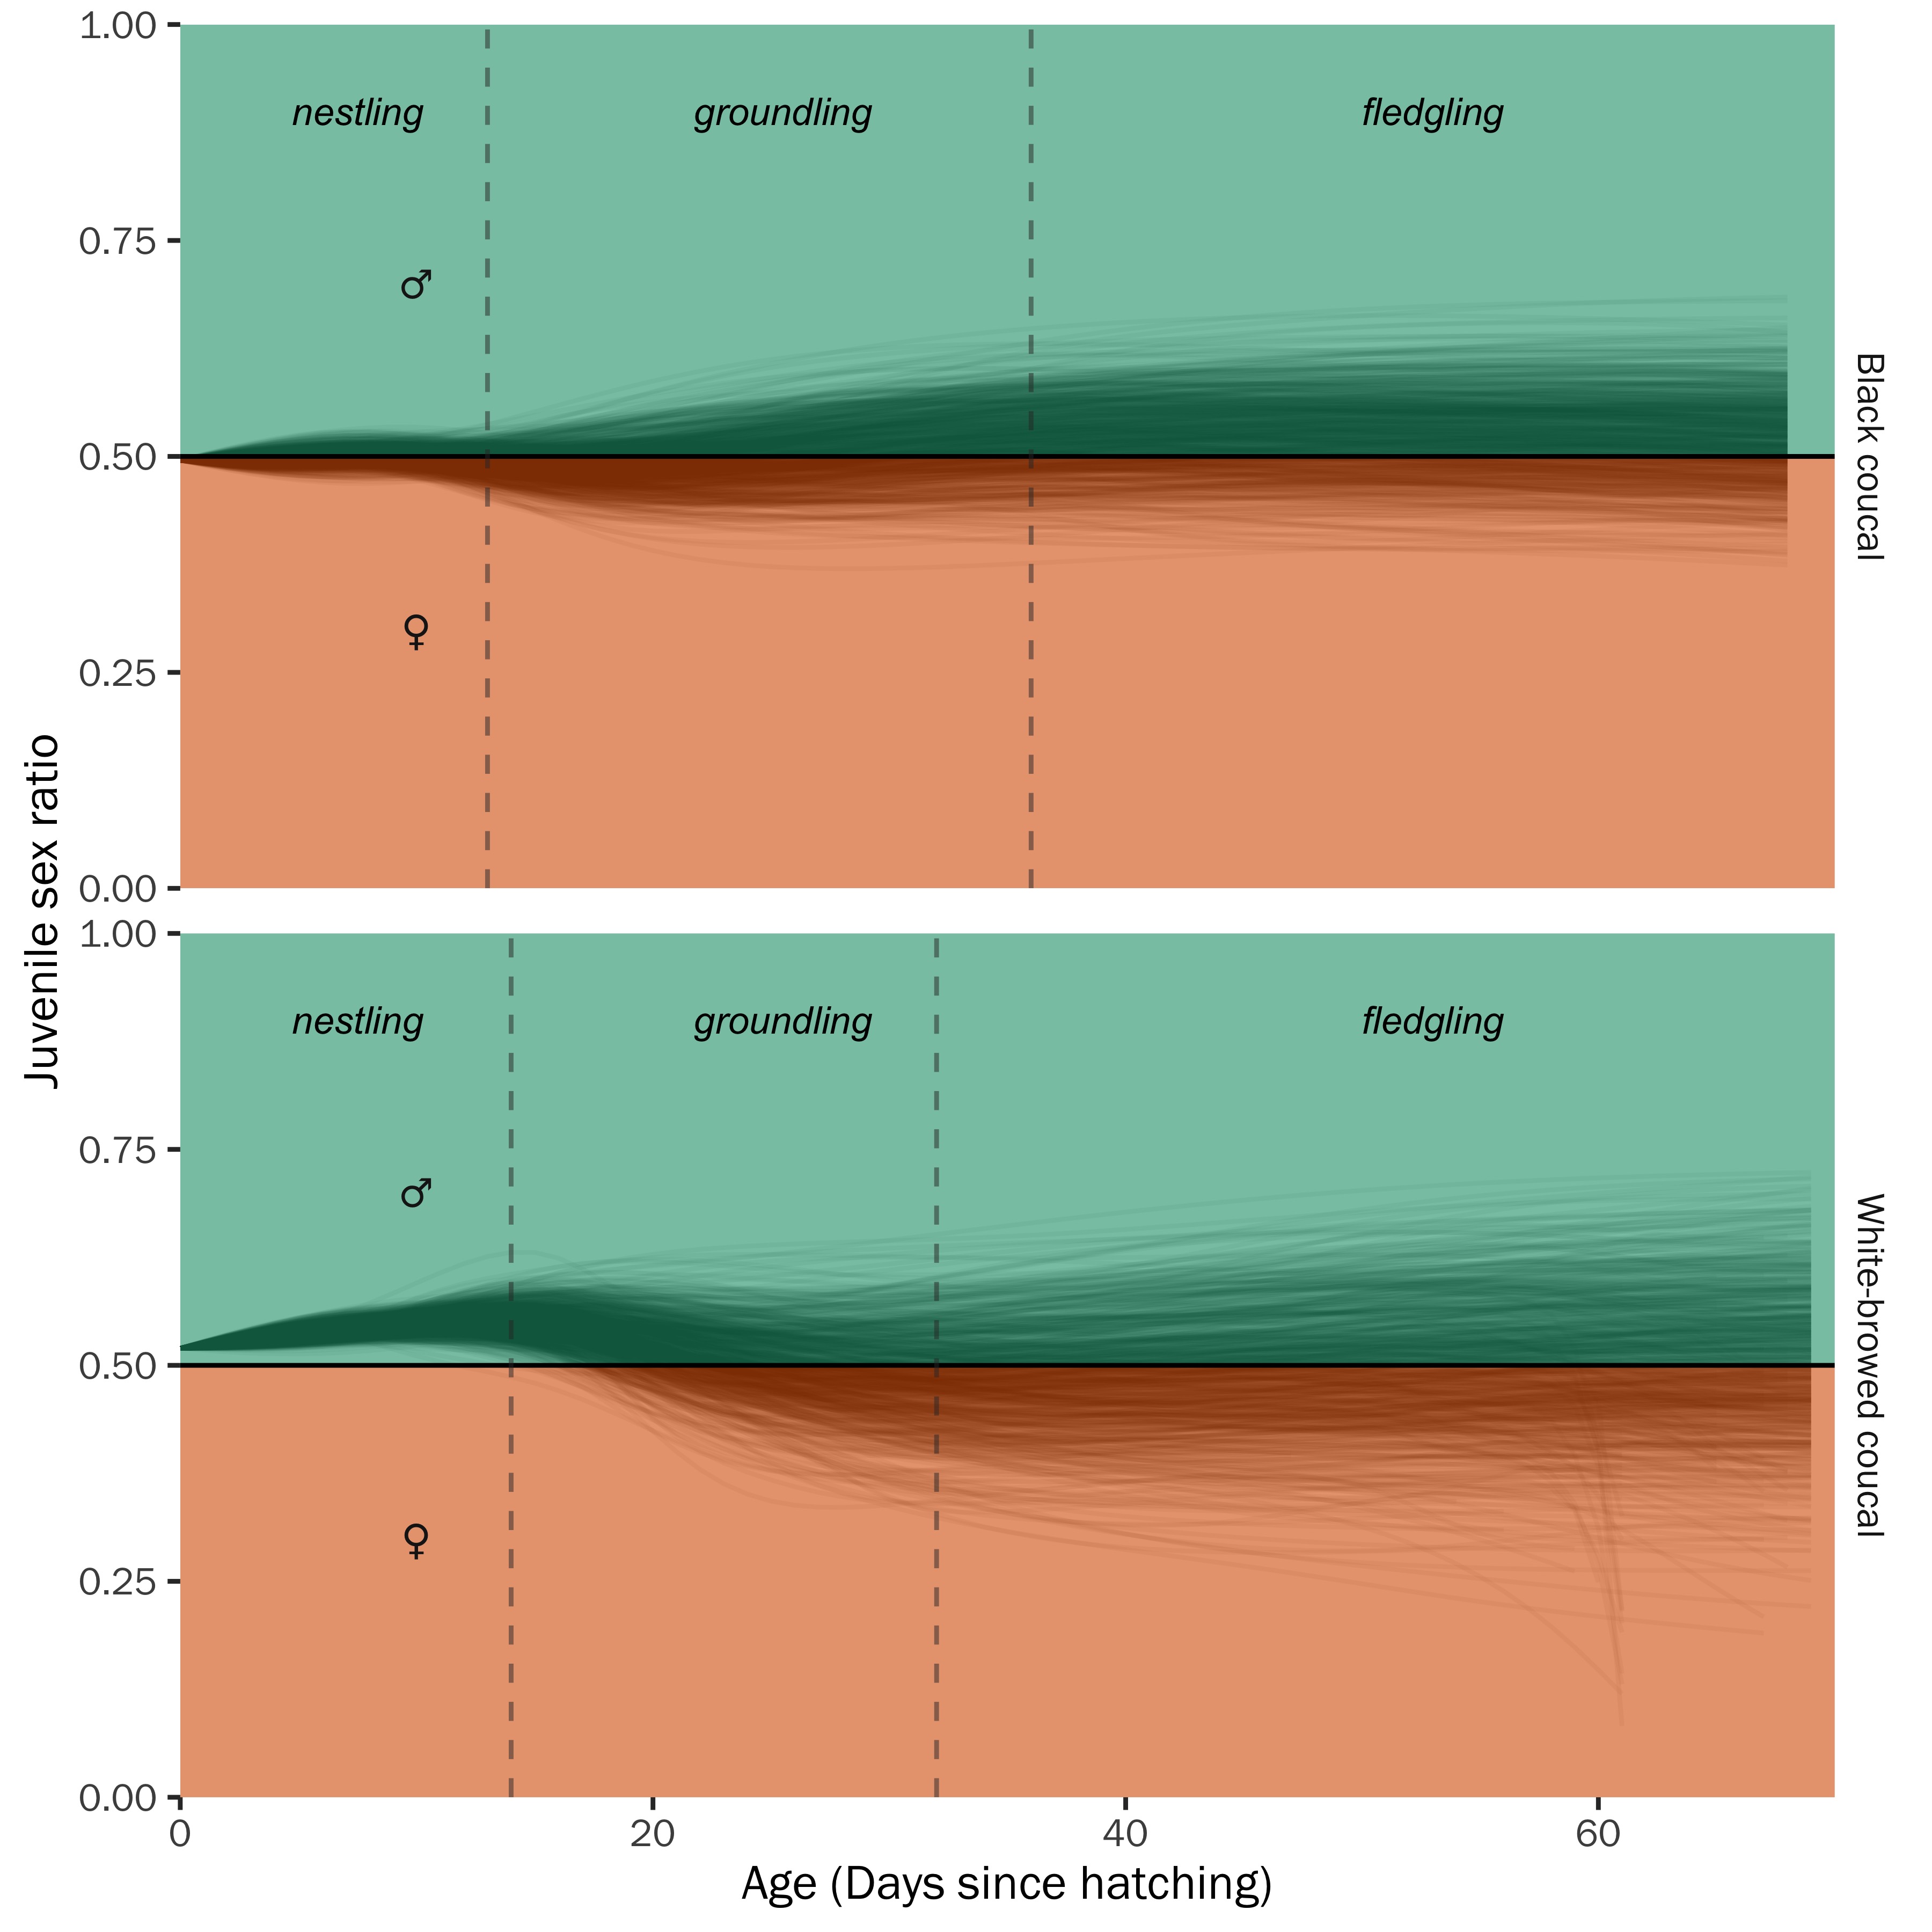 Juvenile sex ratio
1.00
0.75
0.50
0.25
0.00
nestling
groundling
fledgling
♂
♀
Black coucal
1.00
0.75
0.50
0.25
0.00
nestling
groundling
fledgling
♂
♀
White-browed coucal
0
20
40
60
Age (Days since hatching)